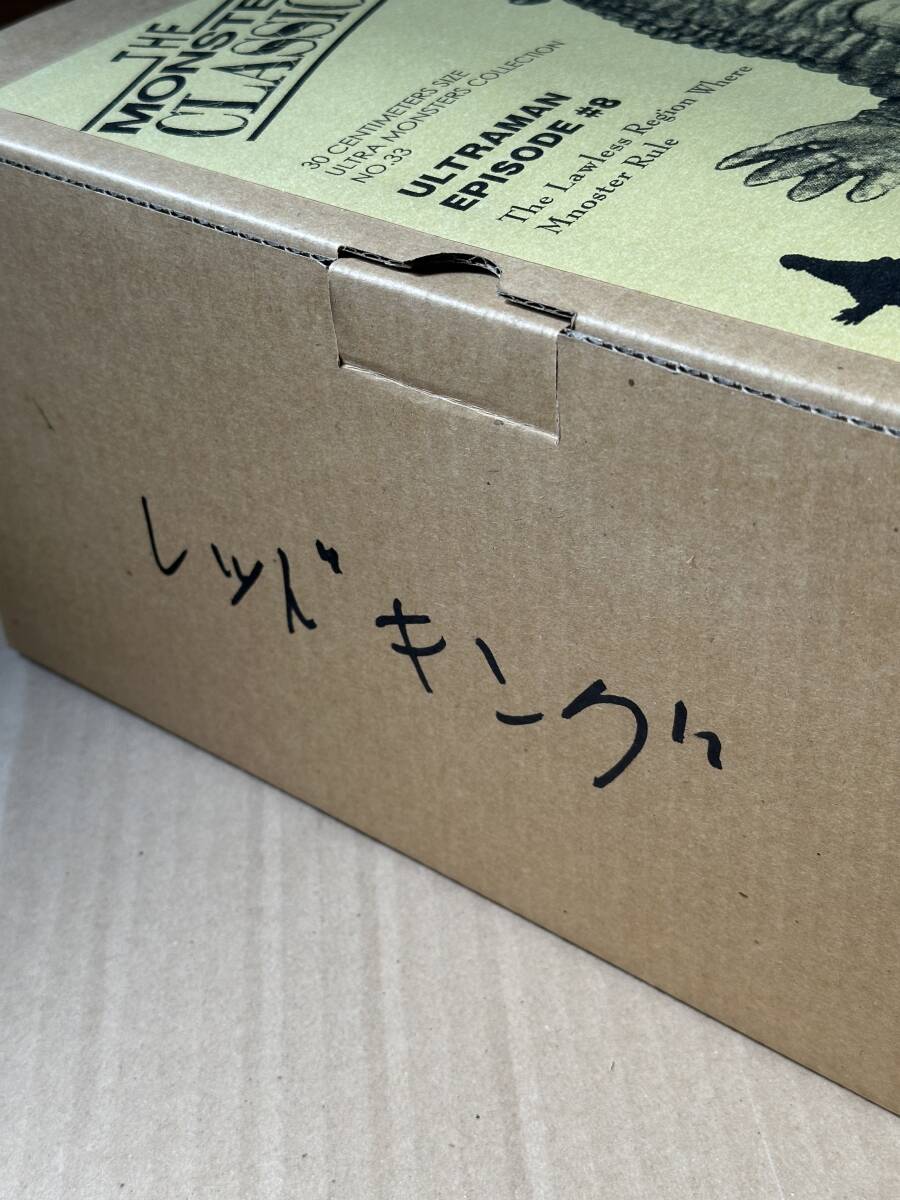 THE
MONSTE
CLASSIC
30 CENTIMETERS SIZE
ULTRA MONSTERS COLLECTION
NO.33
ULTRAMAN
EPISODE #8
The Lawless Region Where
Mnoster Rule
レッドキング